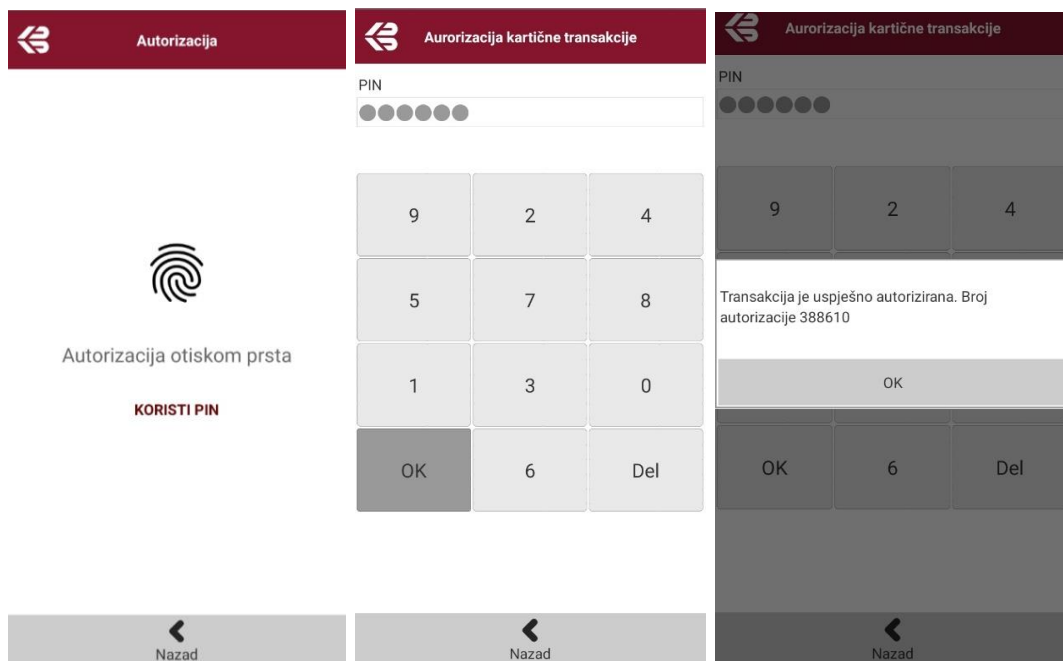 Autorizacija
Autorizacija otiskom prsta
KORISTI PIN
Nazad
Aurorizacija kartične transakcije
PIN
9 2 4
5 7 8
1 3 0
OK 6 Del
Nazad
Aurorizacija kartične transakcije
PIN
9 2 4
Transakcija je uspješno autorizirana. Broj
autorizacije 388610
OK
OK 6 Del
Nazad